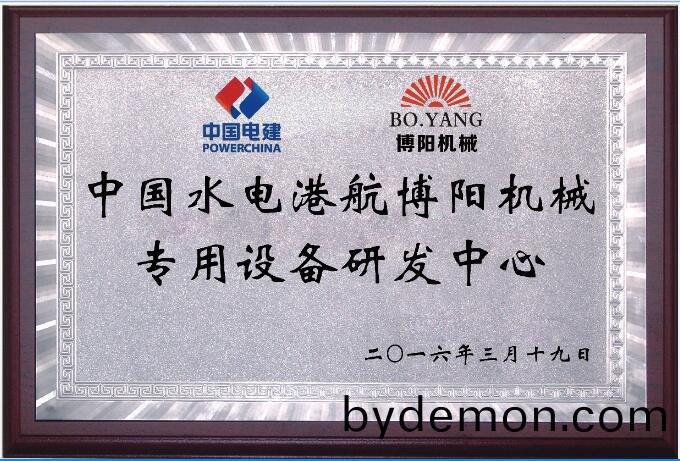 中国电建
POWERCHINA
BO.YANG
博阳机械
中国水电港航博阳机械
专用设备研发中心
二〇一六年三月十九日
bydemon.com